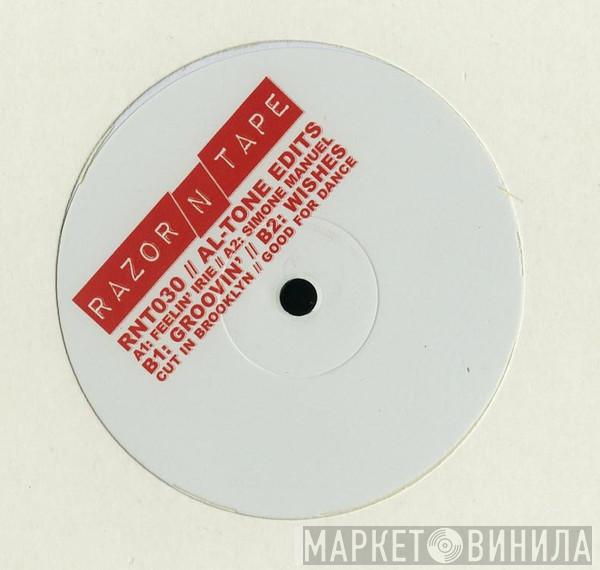 RAZOR/N/TAPE
RNT030 // AL-TONE EDITS
A1: FEELIN' IRIE // A2: SIMONE MANUEL
B1: GROOVIN' // B2: WISHES
CUT IN BROOKLYN // GOOD FOR DANCE
МАРКЕТ ВИНИЛА